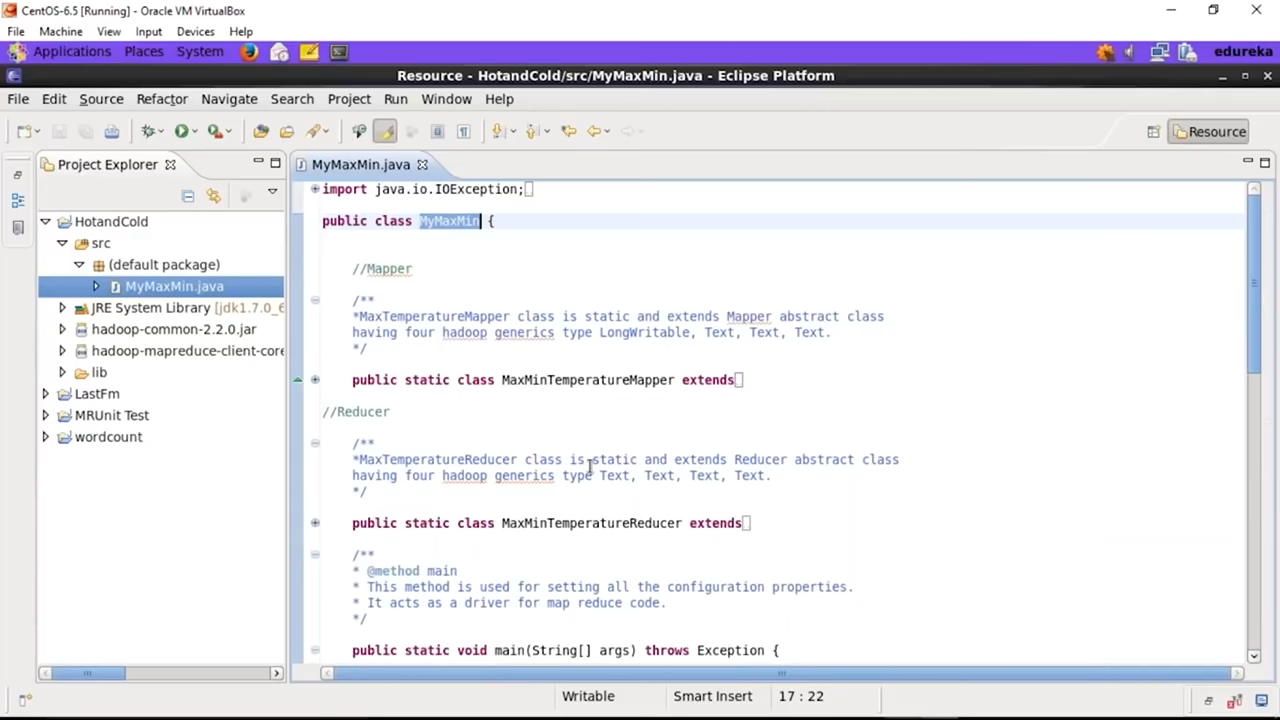 CentOS-6.5 [Running] - Oracle VM VirtualBox
File Machine View Input Devices Help
Applications Places System edureka
Resource - HotandCold/src/MyMaxMin.java - Eclipse Platform
File Edit Source Refactor Navigate Search Project Run Window Help
Resource
Project Explorer
HotandCold
src
(default package)
MyMaxMin.java
JRE System Library [jdk1.7.0_6
hadoop-common-2.2.0.jar
hadoop-mapreduce-client-core
lib
LastFm
MRUnit Test
wordcount
MyMaxMin.java
import java.io.IOException;
public class MyMaxMin {
//Mapper
/**
*MaxTemperatureMapper class is static and extends Mapper abstract class
having four hadoop generics type LongWritable, Text, Text, Text.
*/
public static class MaxMinTemperatureMapper extends
//Reducer
/**
*MaxTemperatureReducer class is static and extends Reducer abstract class
having four hadoop generics type Text, Text, Text, Text.
*/
public static class MaxMinTemperatureReducer extends
/**
* @method main
* This method is used for setting all the configuration properties.
* It acts as a driver for map reduce code.
*/
public static void main(String[] args) throws Exception {
Writable Smart Insert 17 : 22